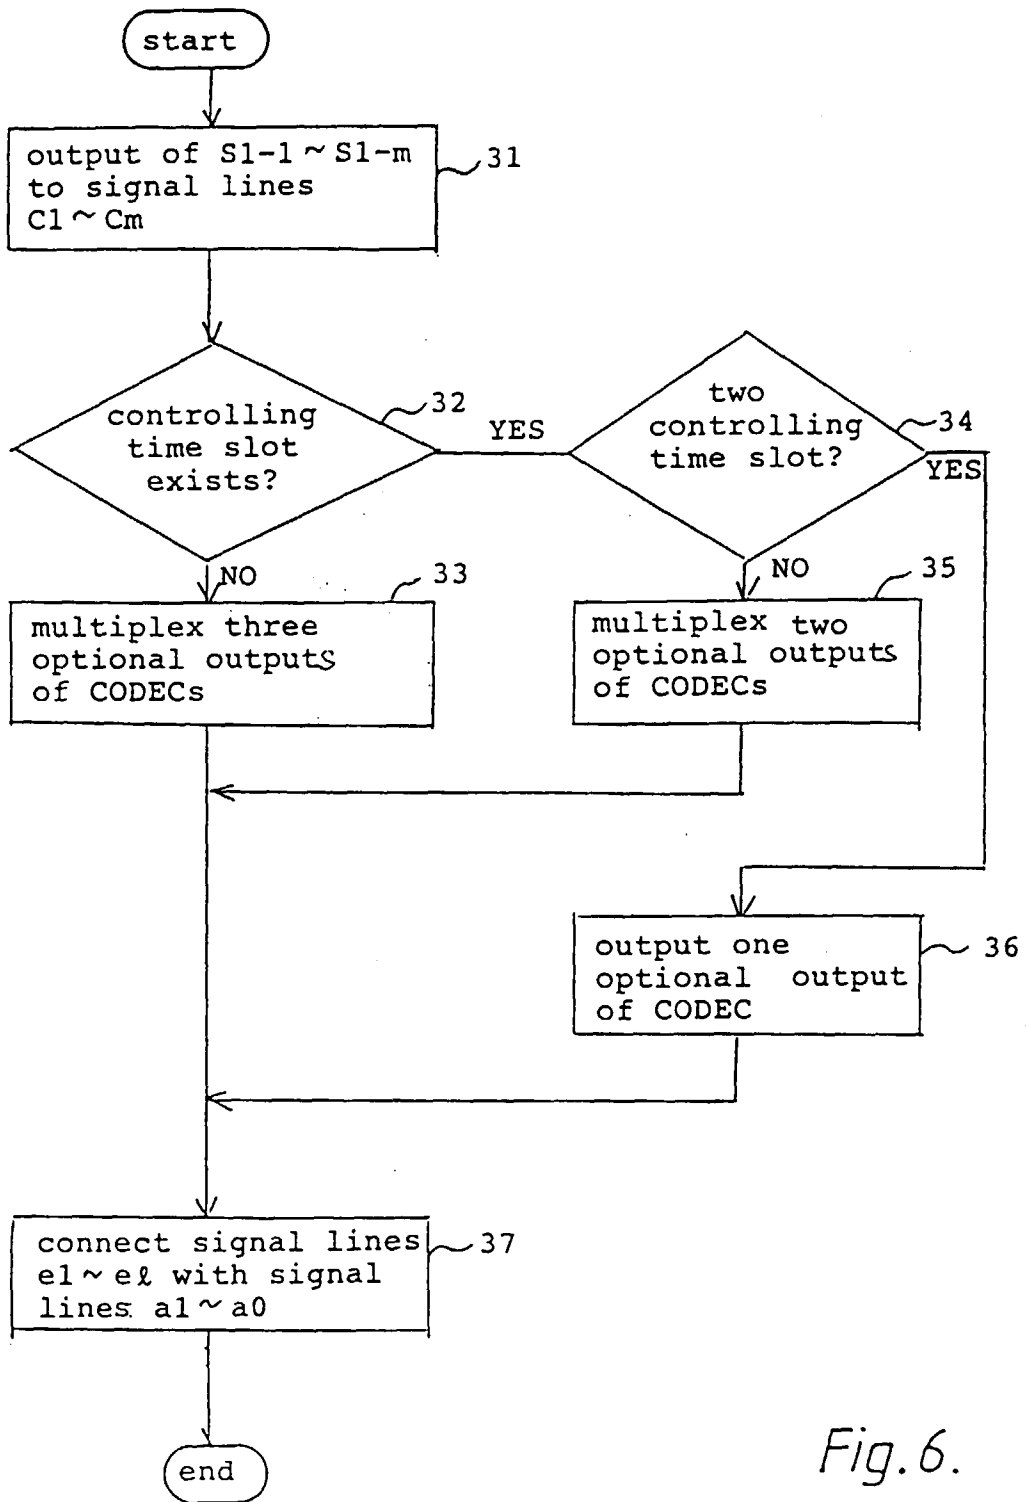 start
output of S1-1 ~ S1-m
to signal lines
C1 ~ Cm
31
controlling
time slot
exists?
32
YES
two
controlling
time slot?
34
YES
NO
33
multiplex three
optional outputs
of CODECs
NO
35
multiplex two
optional outputs
of CODECs
output one
optional output
of CODEC
36
connect signal lines
e1 ~ eℓ with signal
lines a1 ~ a0
37
end
Fig. 6.